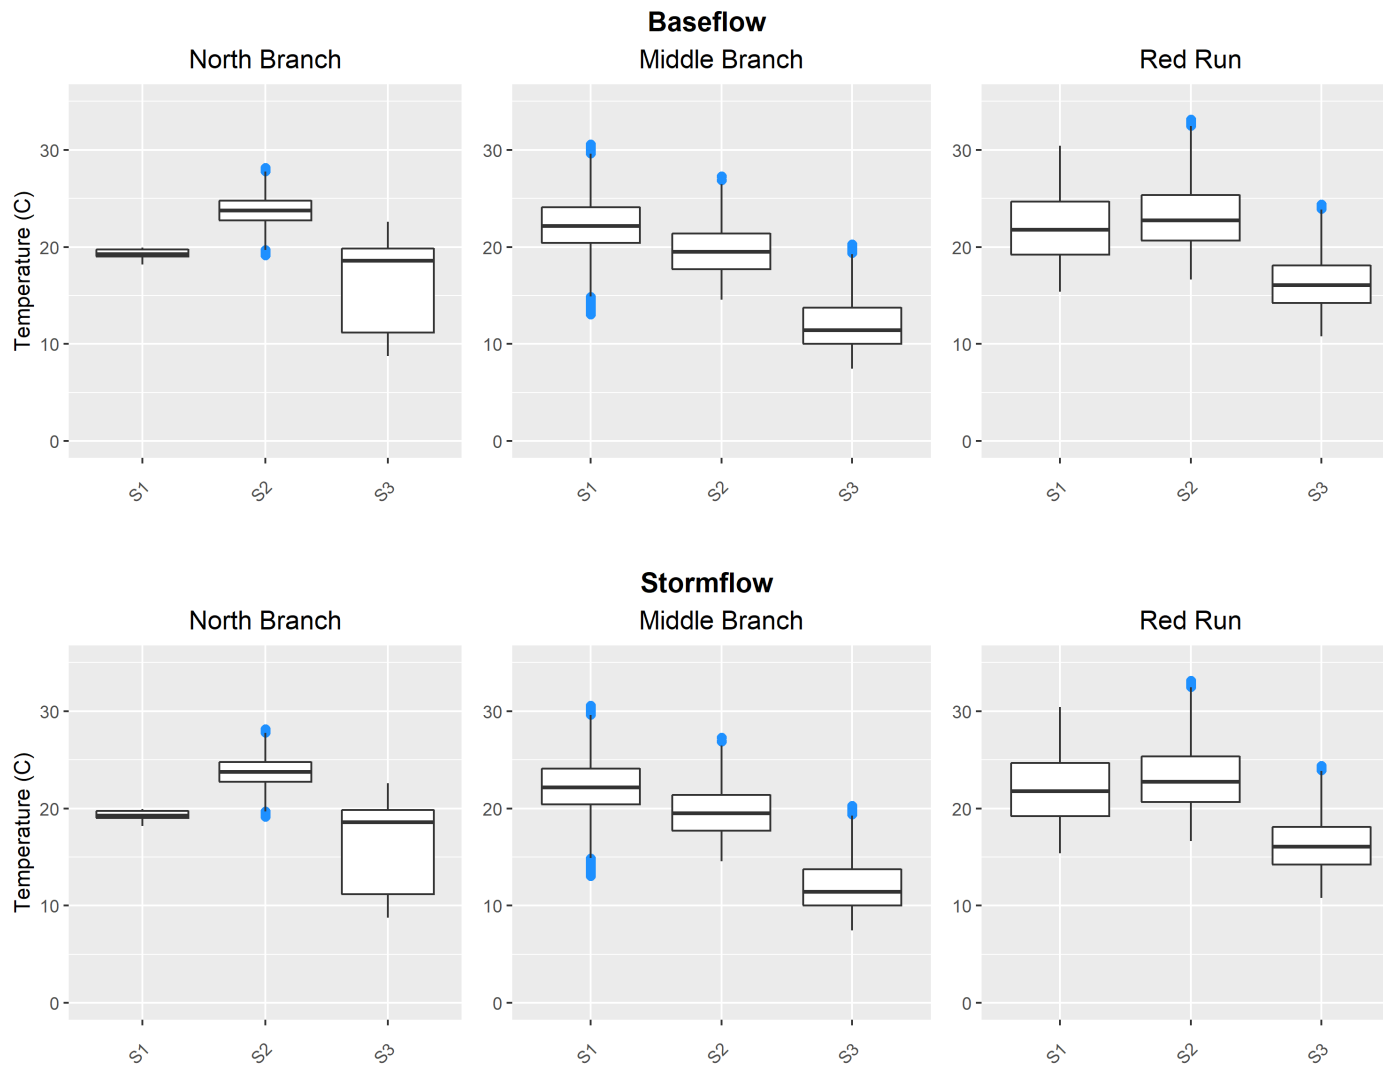 Baseflow
North Branch
Middle Branch
Red Run
Temperature (C)
30
20
10
0
S1
S2
S3
30
20
10
0
S1
S2
S3
30
20
10
0
S1
S2
S3
Stormflow
North Branch
Middle Branch
Red Run
Temperature (C)
30
20
10
0
S1
S2
S3
30
20
10
0
S1
S2
S3
30
20
10
0
S1
S2
S3